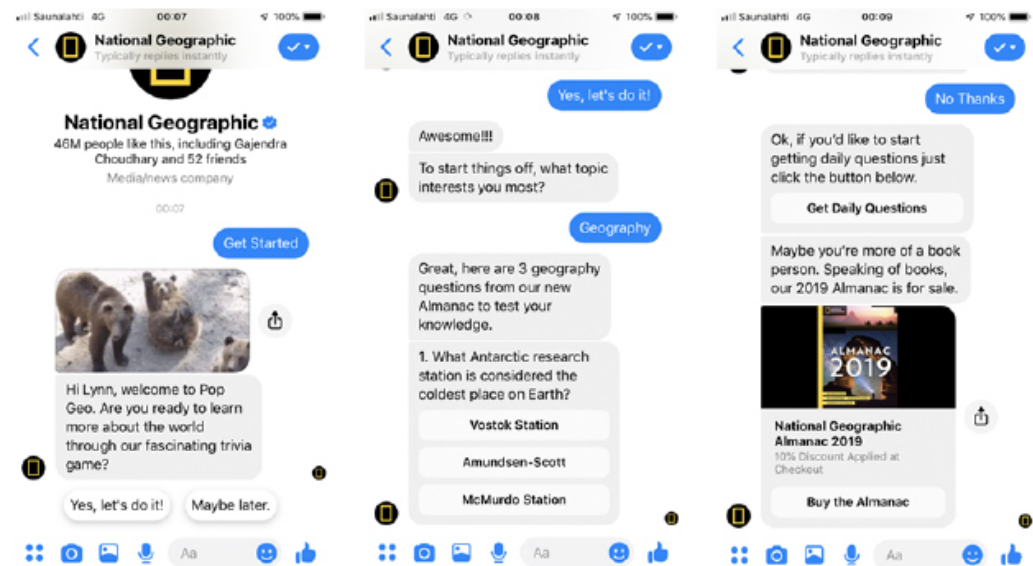 Saunalahti 4G 00:07 100%
National Geographic
Typically replies instantly
National Geographic
46M people like this, including Gajendra
Choudhary and 52 friends
Media/news company
00:07
Get Started
Hi Lynn, welcome to Pop
Geo. Are you ready to learn
more about the world
through our fascinating trivia
game?
Yes, let's do it!
Maybe later.
Aa
Saunalahti 4G 00:08 100%
National Geographic
Typically replies instantly
Yes, let's do it!
Awesome!!!
To start things off, what topic
interests you most?
Geography
Great, here are 3 geography
questions from our new
Almanac to test your
knowledge.
1. What Antarctic research
station is considered the
coldest place on Earth?
Vostok Station
Amundsen-Scott
McMurdo Station
Aa
Saunalahti 4G 00:09 100%
National Geographic
Typically replies instantly
No Thanks
Ok, if you'd like to start
getting daily questions just
click the button below.
Get Daily Questions
Maybe you're more of a book
person. Speaking of books,
our 2019 Almanac is for sale.
ALMANAC
2019
National Geographic
Almanac 2019
10% Discount Applied at
Checkout
Buy the Almanac
Aa